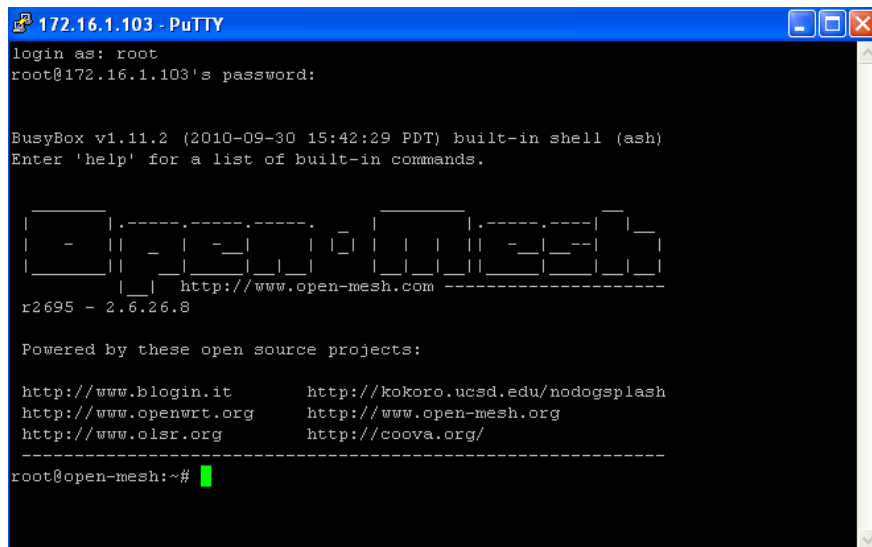 172.16.1.103 - PuTTY
login as: root
root@172.16.1.103's password:
BusyBox v1.11.2 (2010-09-30 15:42:29 PDT) built-in shell (ash)
Enter 'help' for a list of built-in commands.
Open-Mesh
http://www.open-mesh.com ---------------------
r2695 - 2.6.26.8
Powered by these open source projects:
http://www.blogin.it http://kokoro.ucsd.edu/nodogsplash
http://www.openwrt.org http://www.open-mesh.org
http://www.olsr.org http://coova.org/
---------------------------------------------------------------
root@open-mesh:~#